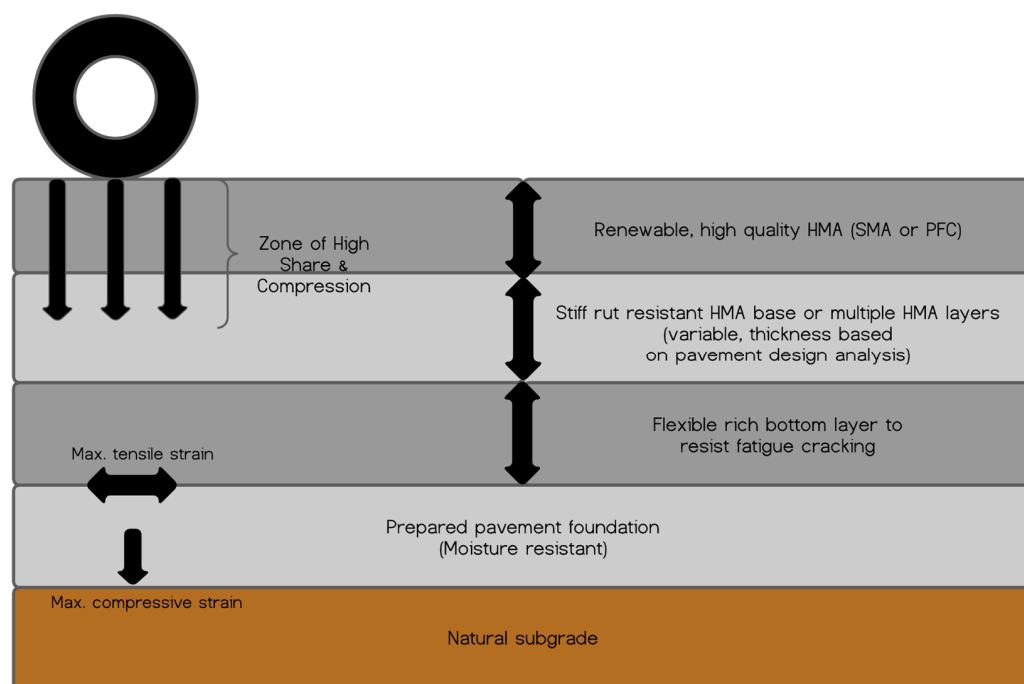 Zone of High
Share &
Compression
Renewable, high quality HMA (SMA or PFC)
Stiff rut resistant HMA base or multiple HMA layers
(variable, thickness based
on pavement design analysis)
Flexible rich bottom layer to
resist fatigue cracking
Max. tensile strain
Prepared pavement foundation
(Moisture resistant)
Max. compressive strain
Natural subgrade